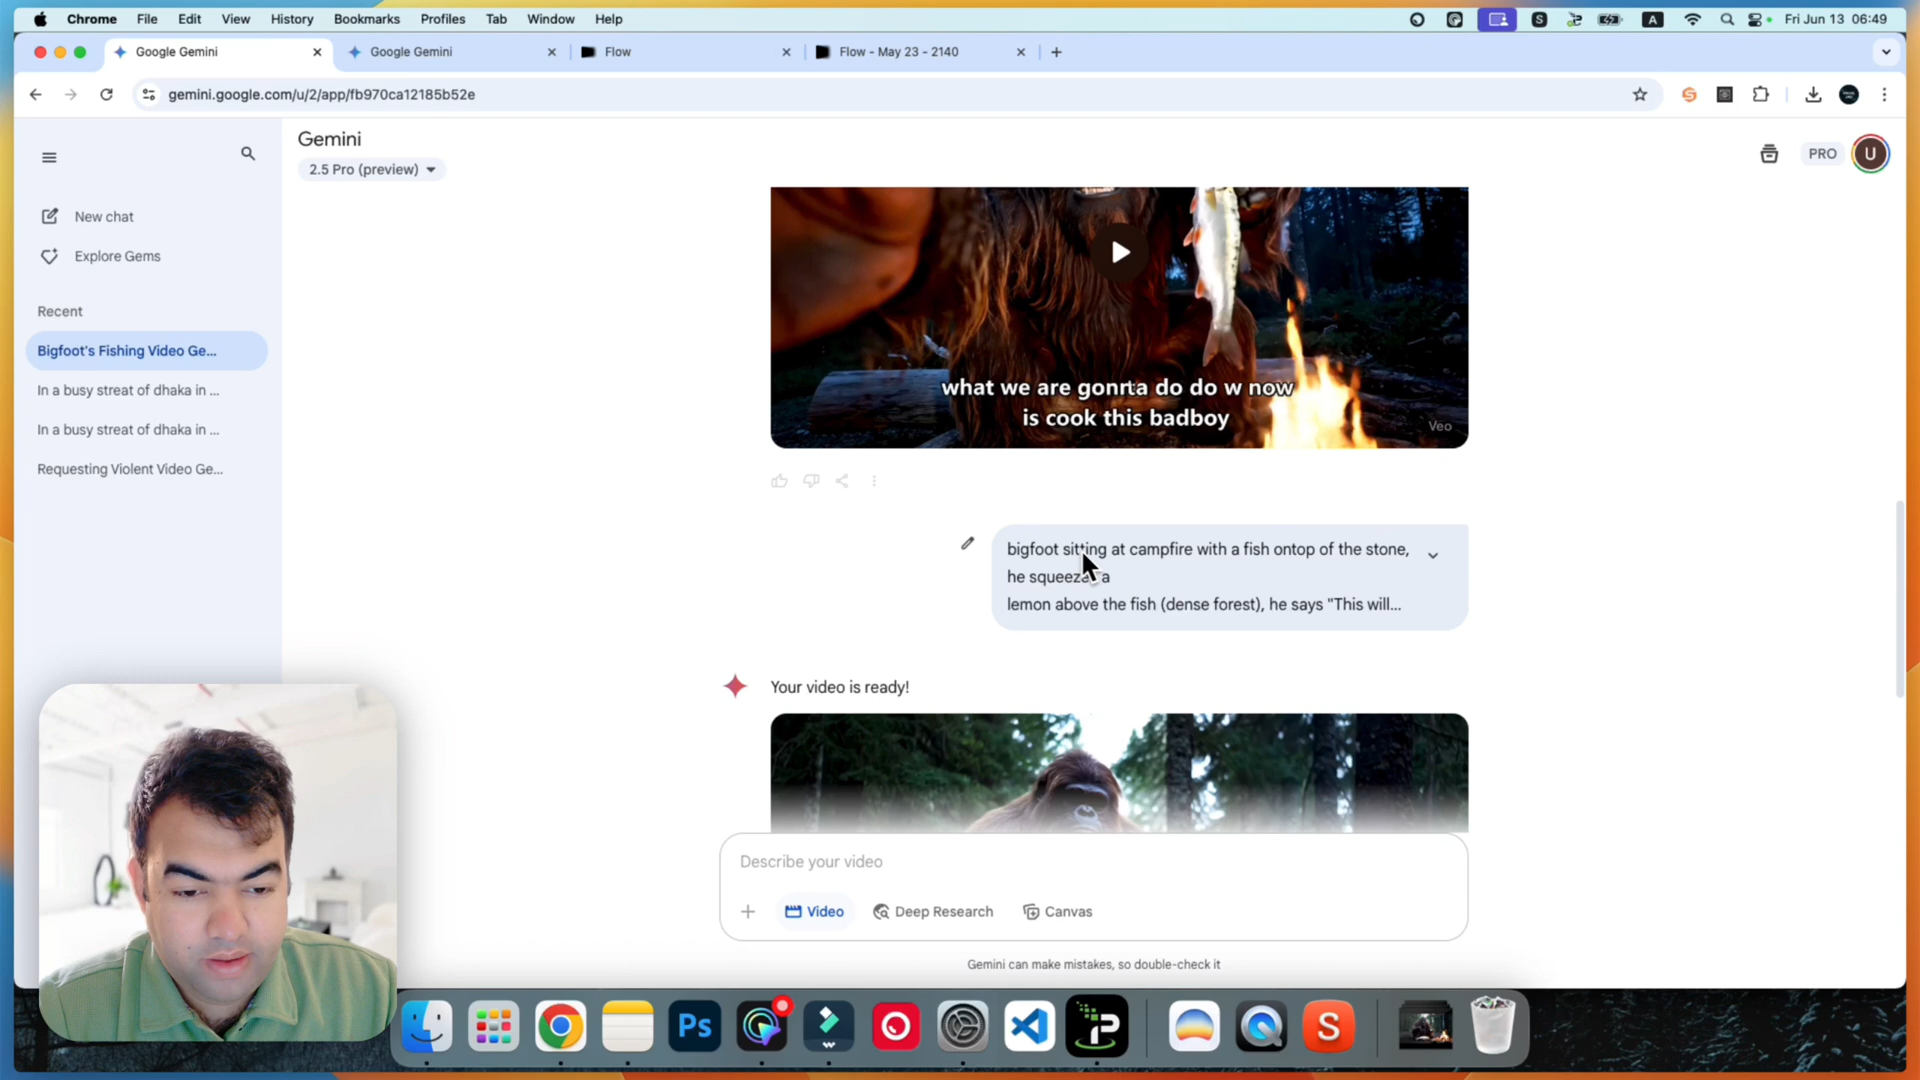 Chrome File Edit View History Bookmarks Profiles Tab Window Help
A
Fri Jun 13 06:49
Google Gemini
Google Gemini
Flow
Flow - May 23 - 2140
gemini.google.com/u/2/app/fb970ca12185b52e
Gemini
2.5 Pro (preview)
PRO
U
New chat
Explore Gems
Recent
Bigfoot's Fishing Video Ge...
In a busy streat of dhaka in ...
In a busy streat of dhaka in ...
Requesting Violent Video Ge...
what we are gonrta do do w now
is cook this badboy
Veo
bigfoot sitting at campfire with a fish ontop of the stone,
he squeeze a
lemon above the fish (dense forest), he says "This will...
Your video is ready!
Describe your video
Video
Deep Research
Canvas
Gemini can make mistakes, so double-check it
Ps
S